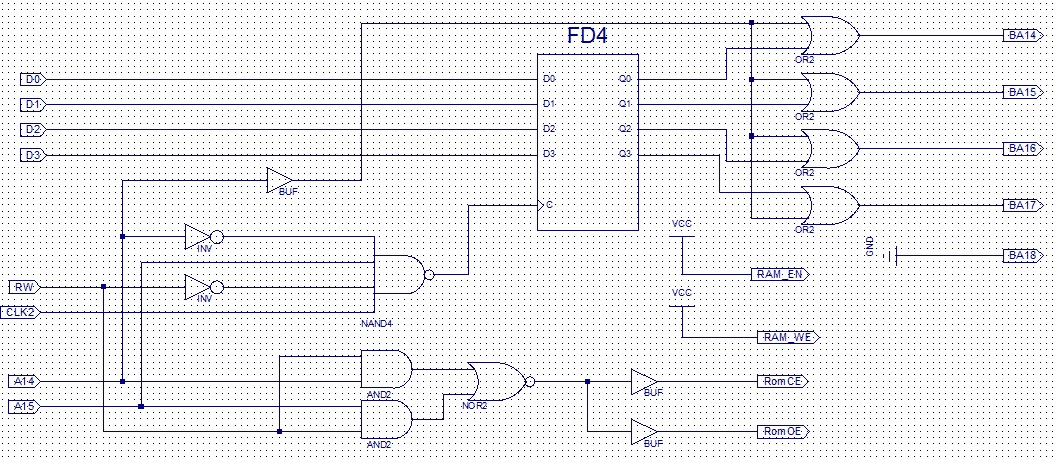 FD4
BA14
OR2
D0 D0 Q0
BA15
D1 D1 Q1
OR2
D2 D2 Q2
BA16
D3 D3 Q3
OR2
BUF
C
BA17
VCC
OR2
INV
GND
BA18
RAM_EN
RW
INV
VCC
CLK2
NAND4
RAM_WE
A14
RomCE
AND2
BUF
A15
NOR2
RomOE
AND2
BUF